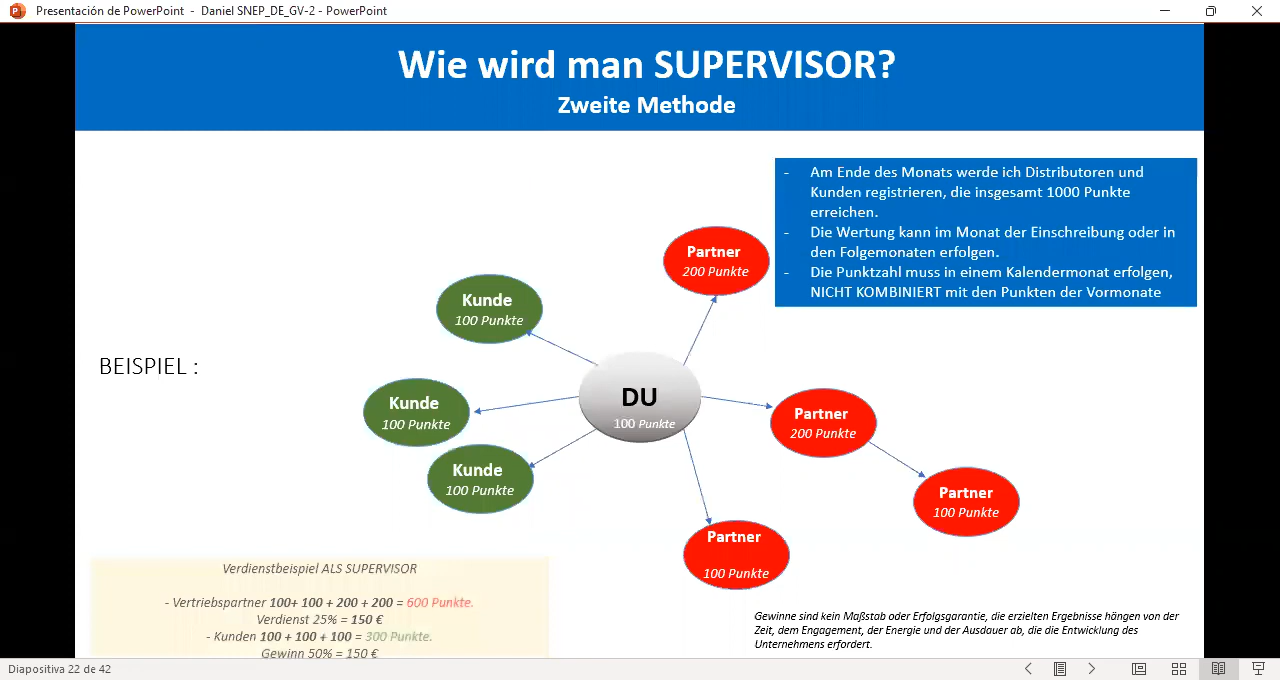 Presentación de PowerPoint - Daniel SNEP_DE_GV-2 - PowerPoint
Wie wird man SUPERVISOR?
Zweite Methode
- Am Ende des Monats werde ich Distributoren und
Kunden registrieren, die insgesamt 1000 Punkte
erreichen.
- Die Wertung kann im Monat der Einschreibung oder in
den Folgemonaten erfolgen.
- Die Punktzahl muss in einem Kalendermonat erfolgen,
NICHT KOMBINIERT mit den Punkten der Vormonate
Partner
200 Punkte
Kunde
100 Punkte
BEISPIEL :
DU
100 Punkte
Kunde
100 Punkte
Partner
200 Punkte
Kunde
100 Punkte
Partner
100 Punkte
Partner
100 Punkte
Verdienstbeispiel ALS SUPERVISOR
- Vertriebspartner 100+ 100 + 200 + 200 = 600 Punkte.
Verdienst 25% = 150 €
- Kunden 100 + 100 + 100 = 300 Punkte.
Gewinn 50% = 150 €
Gewinne sind kein Maßstab oder Erfolgsgarantie, die erzielten Ergebnisse hängen von der
Zeit, dem Engagement, der Energie und der Ausdauer ab, die die Entwicklung des
Unternehmens erfordert.
Diapositiva 22 de 42